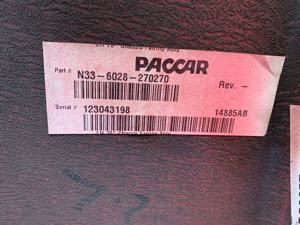 PACCAR
Part # N33-6028-270270 Rev. -
Serial # 123043198 14885AB